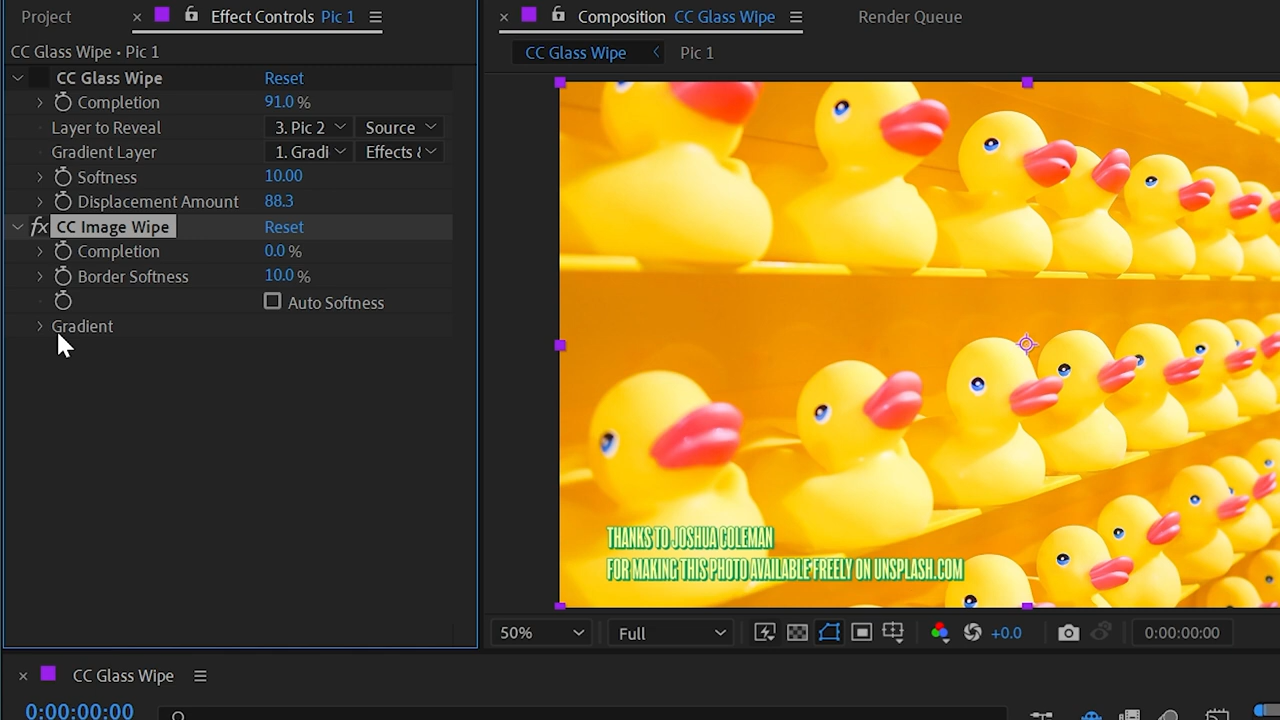 Project
Effect Controls Pic 1
Composition CC Glass Wipe
Render Queue
CC Glass Wipe • Pic 1
CC Glass Wipe
Pic 1
CC Glass Wipe Reset
Completion 91.0 %
Layer to Reveal 3. Pic 2 Source
Gradient Layer 1. Gradi Effects &
Softness 10.00
Displacement Amount 88.3
fx CC Image Wipe Reset
Completion 0.0 %
Border Softness 10.0 %
Auto Softness
Gradient
THANKS TO JOSHUA COLEMAN
FOR MAKING THIS PHOTO AVAILABLE FREELY ON UNSPLASH.COM
50% Full +0.0 0:00:00:00
CC Glass Wipe
0:00:00:00